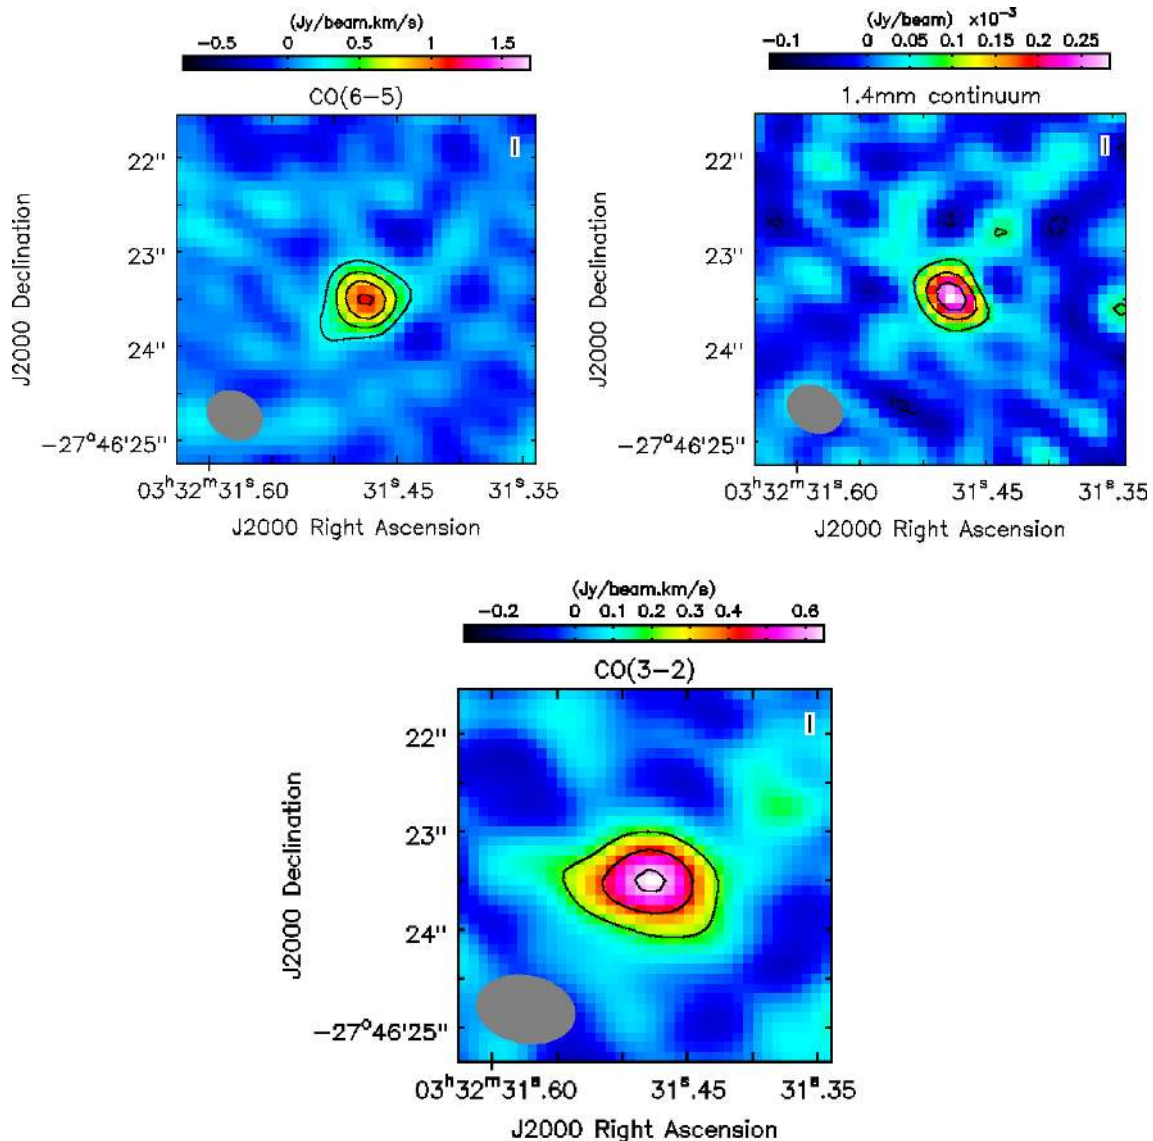 (Jy/beam.km/s)
−0.5 0 0.5 1 1.5
CO(6−5)
I
22"
23"
24"
−27°46'25"
J2000 Declination
03ʰ32ᵐ31ˢ.60 31ˢ.45 31ˢ.35
J2000 Right Ascension
(Jy/beam) ×10⁻³
−0.1 0 0.05 0.1 0.15 0.2 0.25
1.4mm continuum
I
22"
23"
24"
−27°46'25"
J2000 Declination
03ʰ32ᵐ31ˢ.60 31ˢ.45 31ˢ.35
J2000 Right Ascension
(Jy/beam.km/s)
−0.2 0 0.1 0.2 0.3 0.4 0.6
CO(3−2)
I
22"
23"
24"
−27°46'25"
J2000 Declination
03ʰ32ᵐ31ˢ.60 31ˢ.45 31ˢ.35
J2000 Right Ascension